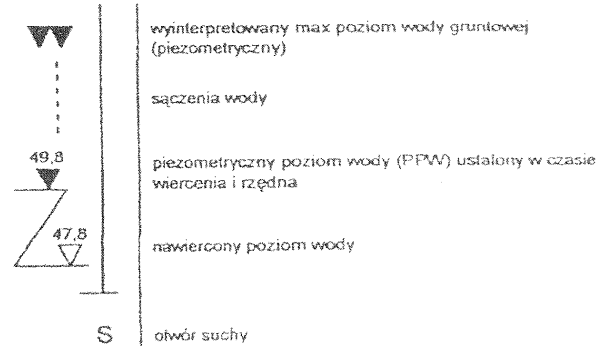 wyinterpretowany max poziom wody gruntowej
(piezometryczny)
sączenia wody
49,8
piezometryczny poziom wody (PPW) ustalony w czasie
wiercenia i rzędna
47,8
nawiercony poziom wody
S
otwór suchy